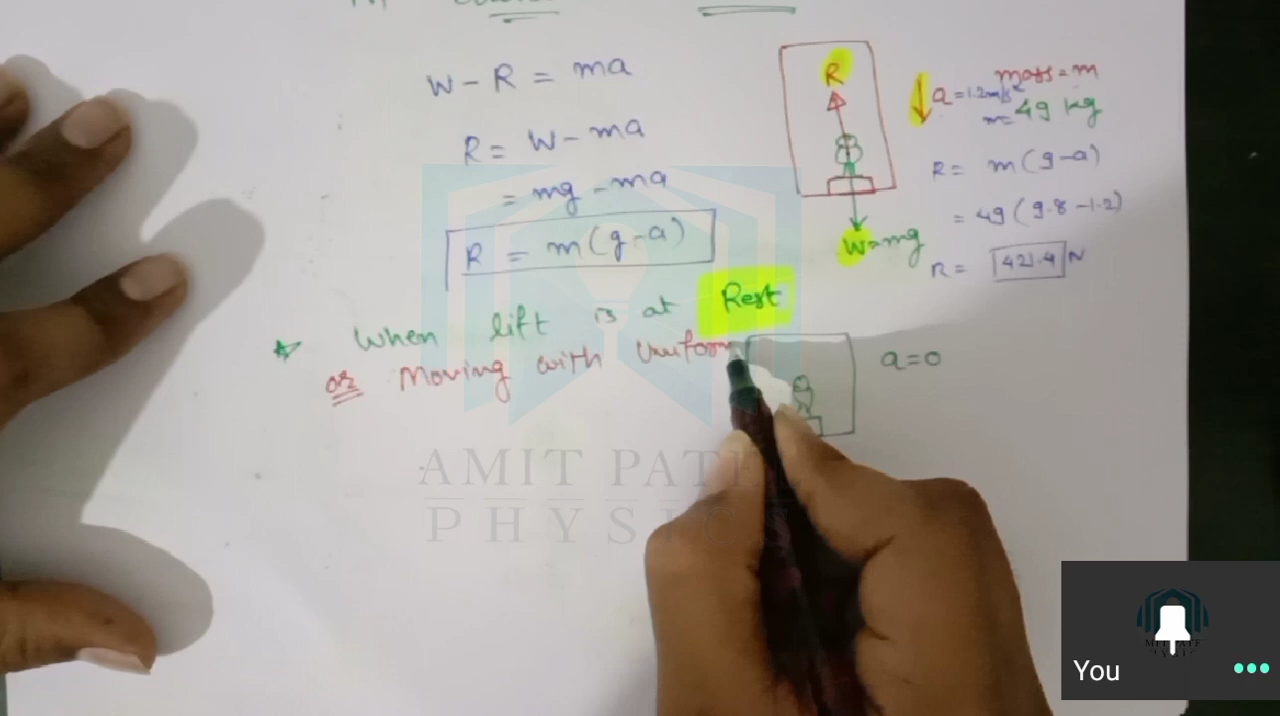 W - R = ma
R = W - ma
= mg - ma
R = m(g-a)
R
W=mg
mass = m
a = 1.2 m/s²
m = 49 kg
R = m(g-a)
= 49(9.8-1.2)
R = 421.4 N
When lift is at Rest
or Moving with Uniform
a=0
AMIT PATE
PHYSICS
You